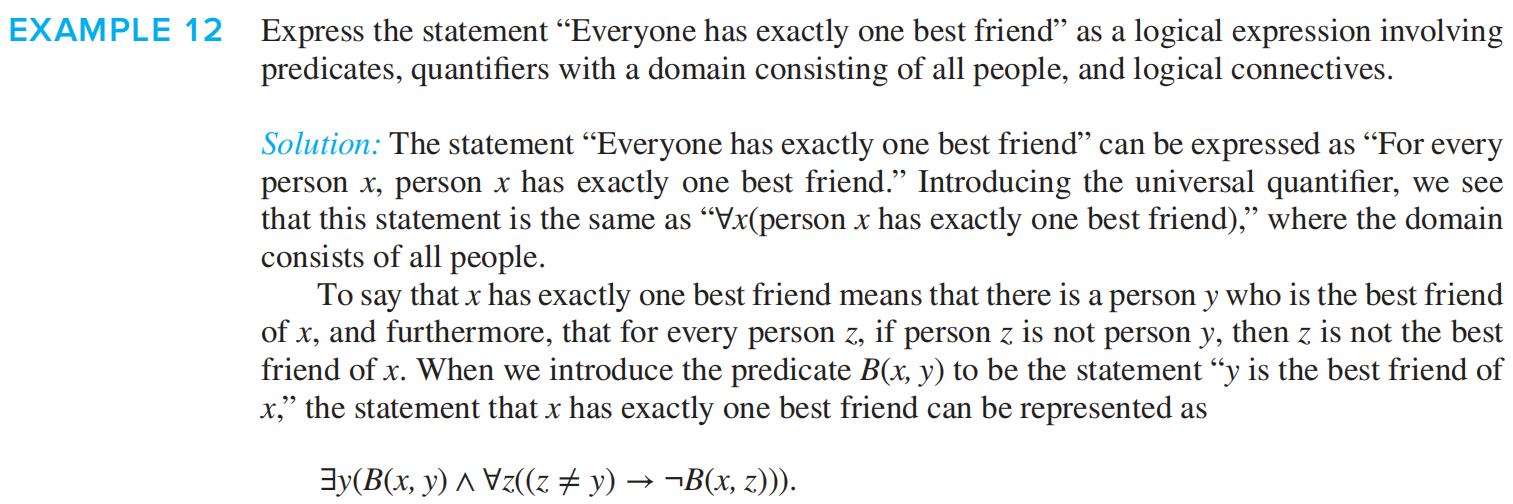 EXAMPLE 12 Express the statement “Everyone has exactly one best friend” as a logical expression involving
predicates, quantifiers with a domain consisting of all people, and logical connectives.
Solution: The statement “Everyone has exactly one best friend” can be expressed as “For every
person x, person x has exactly one best friend.” Introducing the universal quantifier, we see
that this statement is the same as “∀x(person x has exactly one best friend),” where the domain
consists of all people.
To say that x has exactly one best friend means that there is a person y who is the best friend
of x, and furthermore, that for every person z, if person z is not person y, then z is not the best
friend of x. When we introduce the predicate B(x, y) to be the statement “y is the best friend of
x,” the statement that x has exactly one best friend can be represented as
∃y(B(x, y) ∧ ∀z((z ≠ y) → ¬B(x, z))).